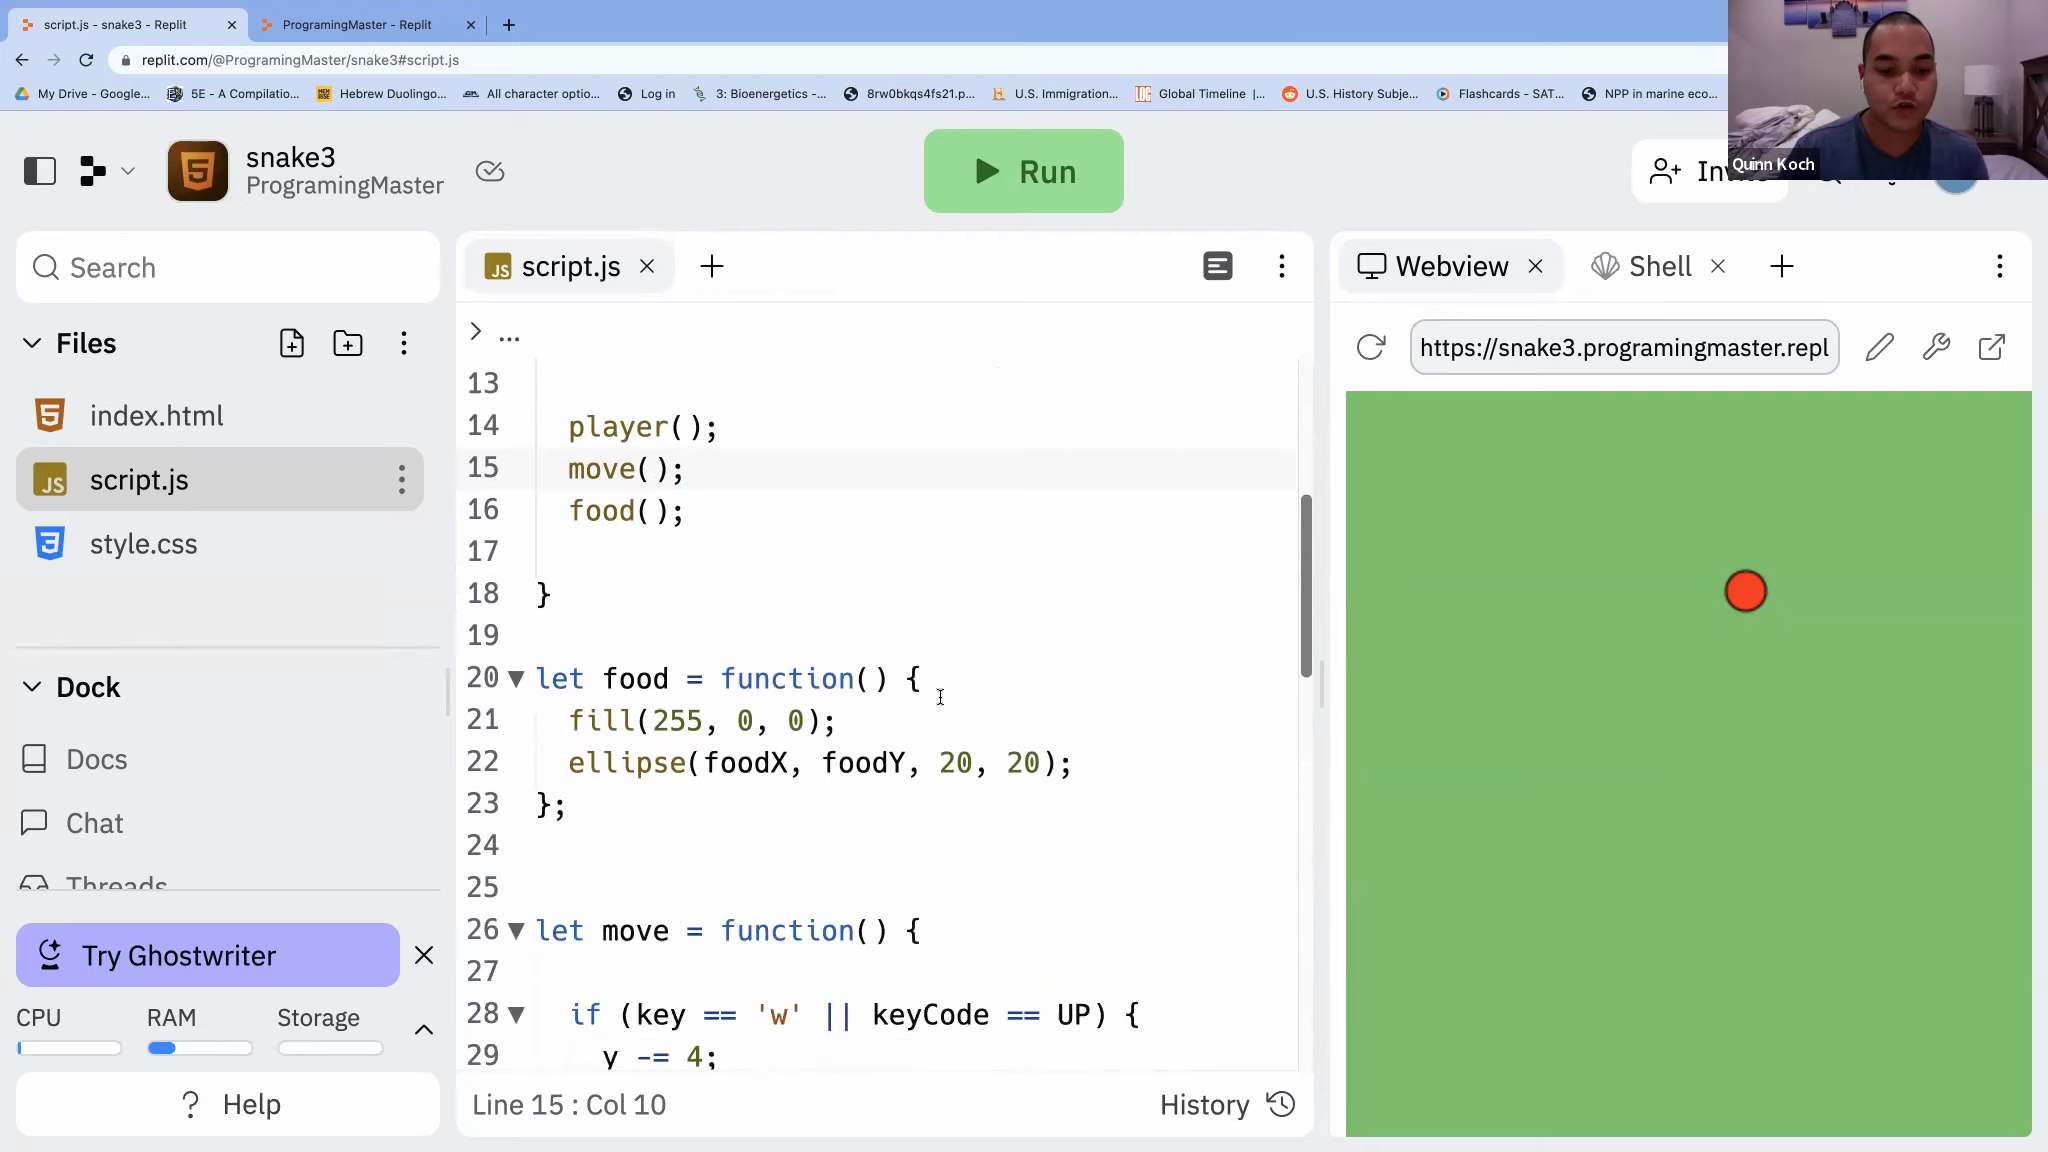 script.js - snake3 - Replit
ProgramingMaster - Replit
replit.com/@ProgramingMaster/snake3#script.js
My Drive - Google...
5E - A Compilatio...
Hebrew Duolingo...
All character optio...
Log in
3: Bioenergetics -...
8rw0bkqs4fs21.p...
U.S. Immigration...
Global Timeline |...
U.S. History Subje...
Flashcards - SAT...
NPP in marine eco...
Quinn Koch
snake3
ProgramingMaster
Run
Search
Files
index.html
script.js
style.css
Dock
Docs
Chat
Threads
Try Ghostwriter
CPU RAM Storage
? Help
script.js
...
13
14 player();
15 move();
16 food();
17
18 }
19
20 let food = function() {
21 fill(255, 0, 0);
22 ellipse(foodX, foodY, 20, 20);
23 };
24
25
26 let move = function() {
27
28 if (key == 'w' || keyCode == UP) {
29 y -= 4;
Line 15 : Col 10
History
Webview
Shell
https://snake3.programingmaster.repl